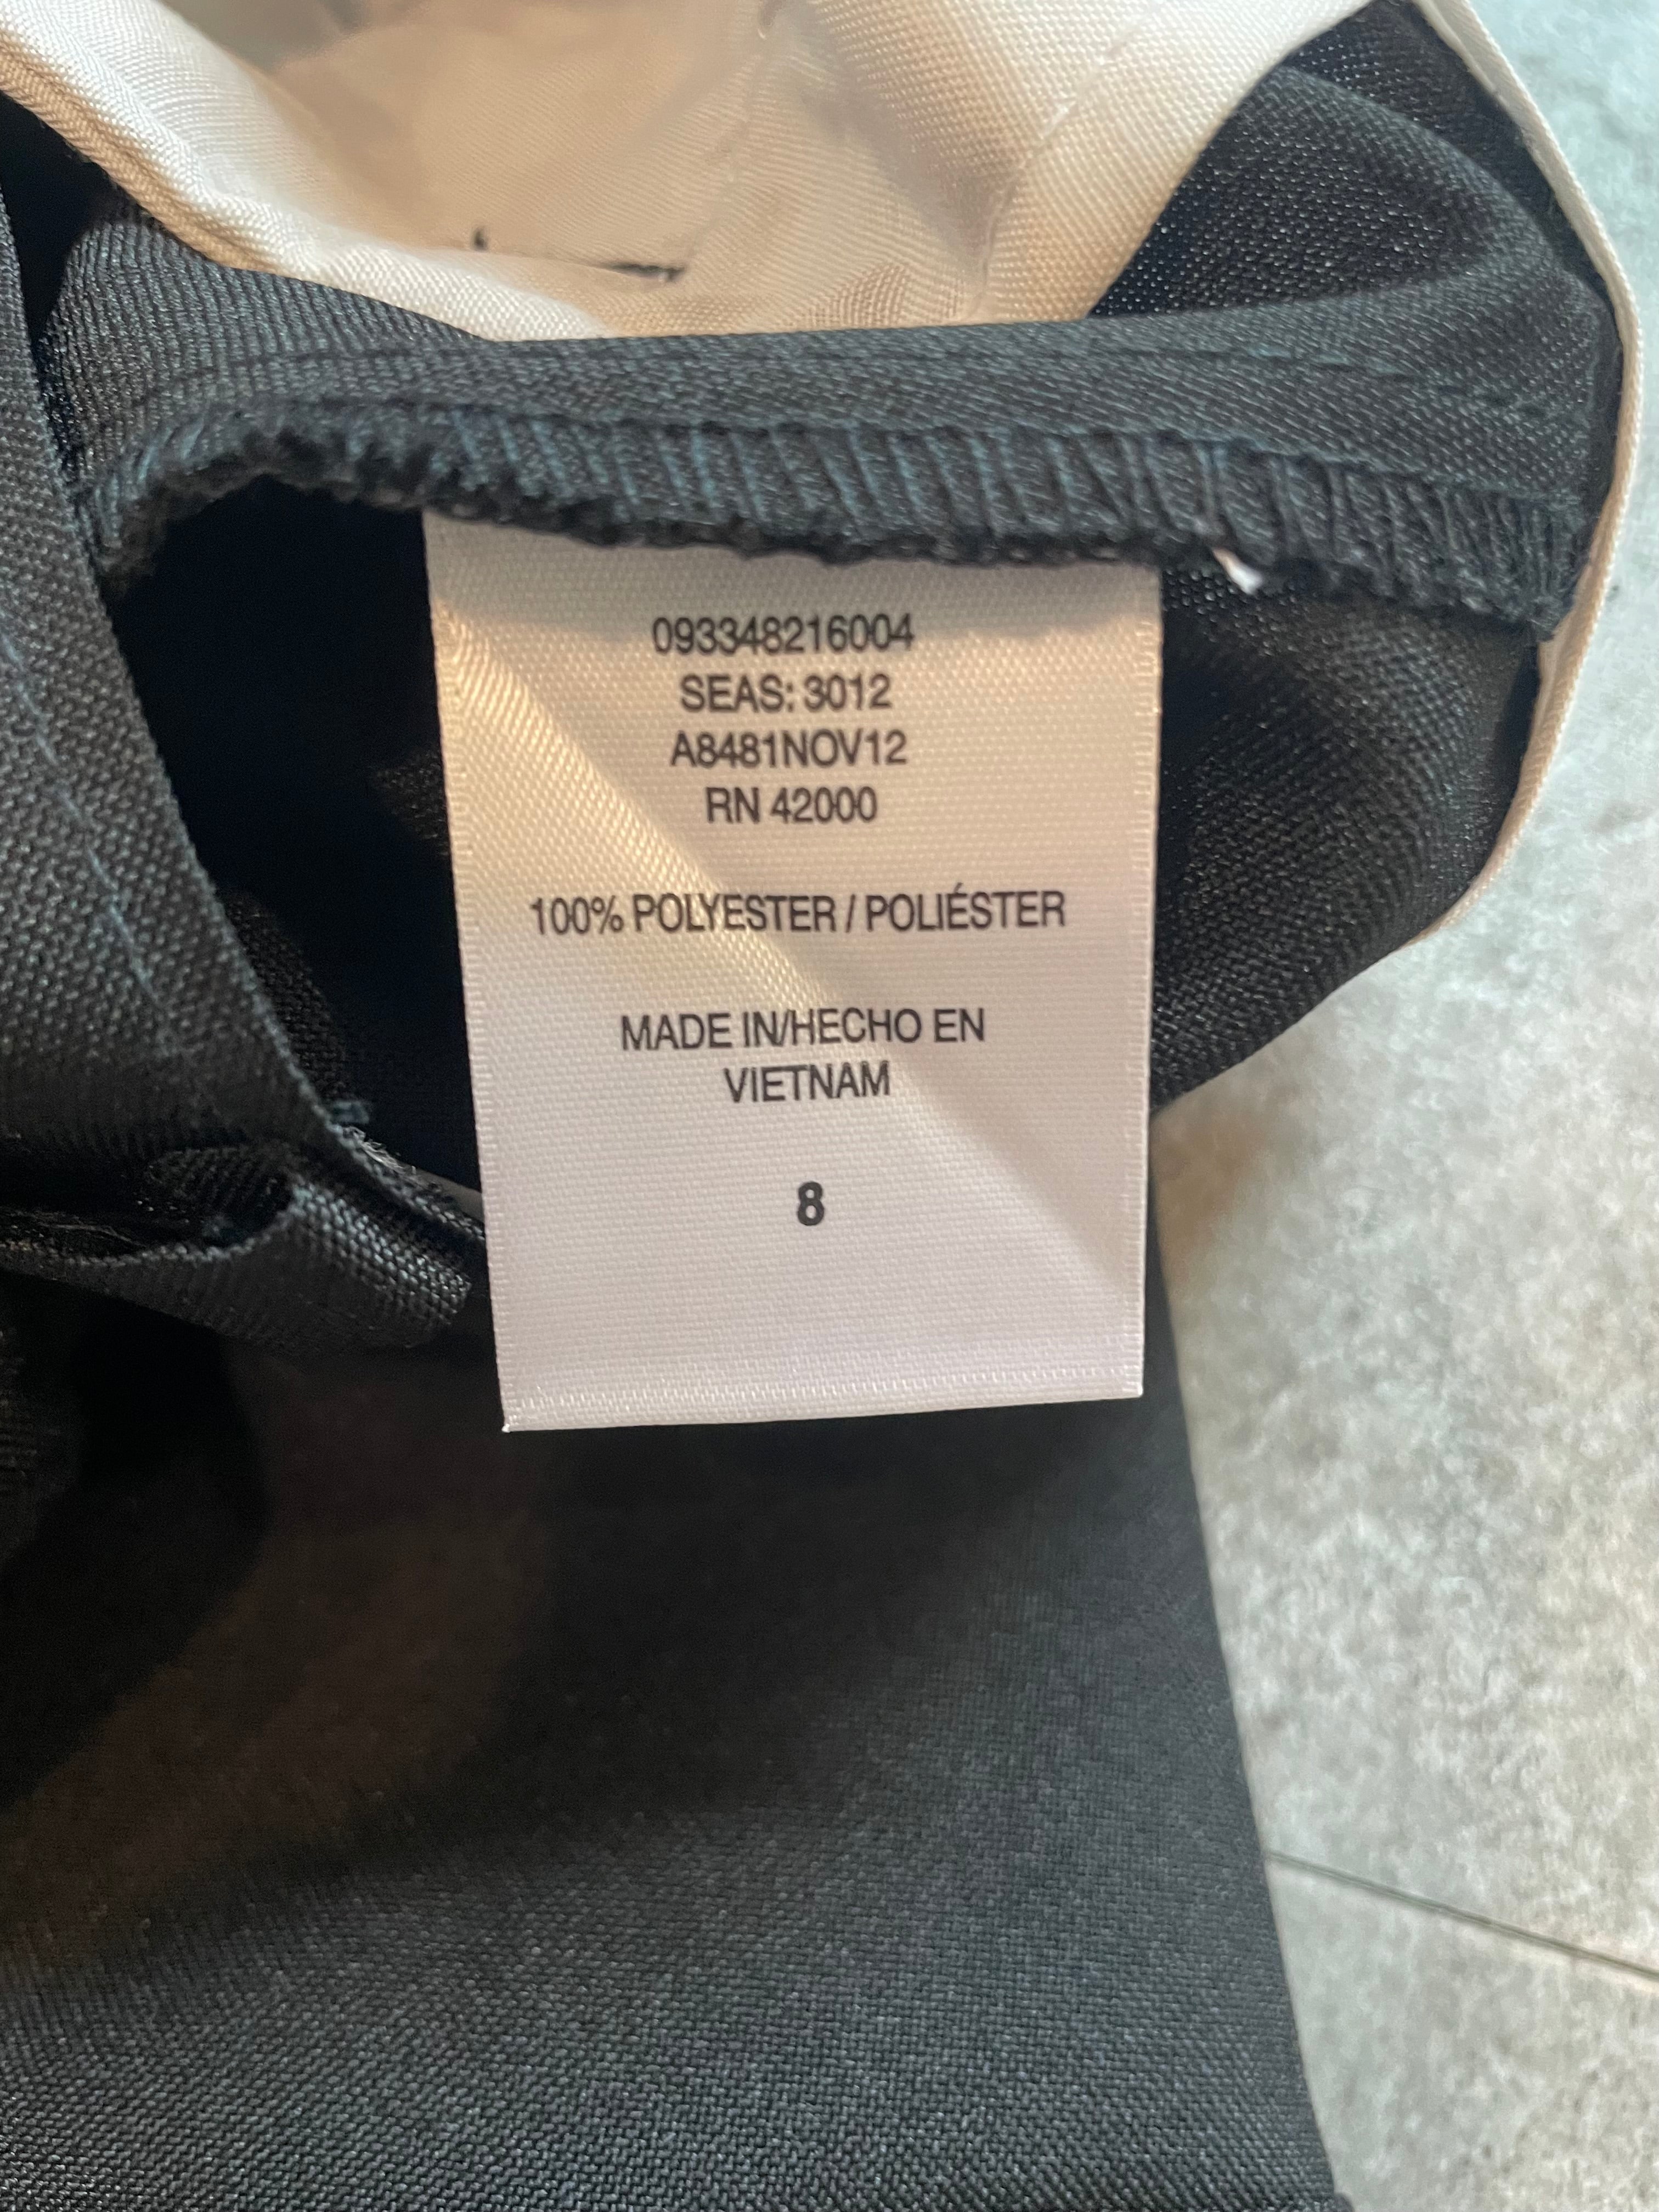 093348216004
SEAS: 3012
A8481NOV12
RN 42000
100% POLYESTER / POLIÉSTER
MADE IN/HECHO EN
VIETNAM
8